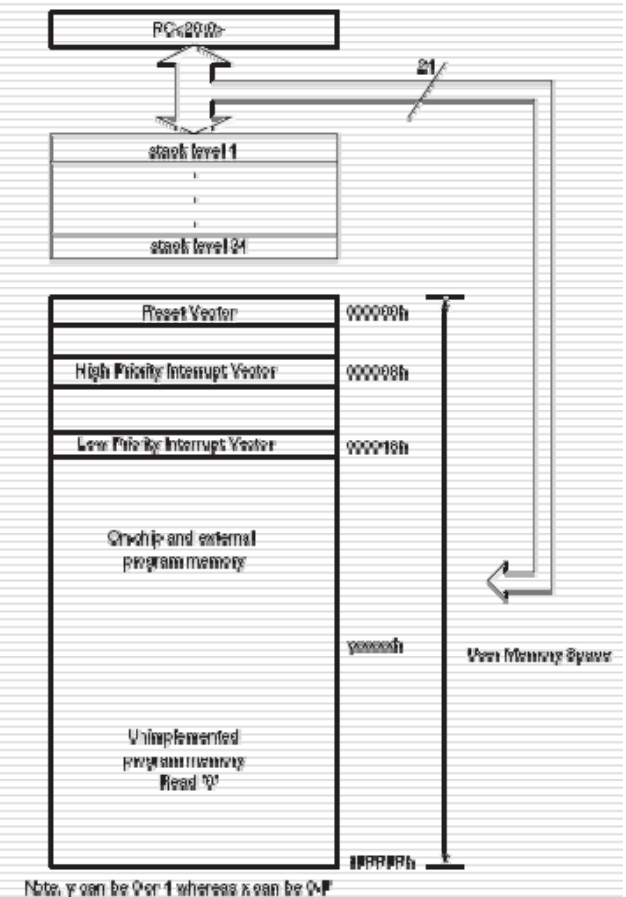 PC<20:0>
21
stack level 1
.
.
.
stack level 31
Reset Vector 000000h
High Priority Interrupt Vector 000008h
Low Priority Interrupt Vector 000018h
On-chip and external
program memory
User Memory Space
Unimplemented
program memory
Read '0'
1FFFFFh
Note. y can be 0 or 1 whereas x can be 0-F